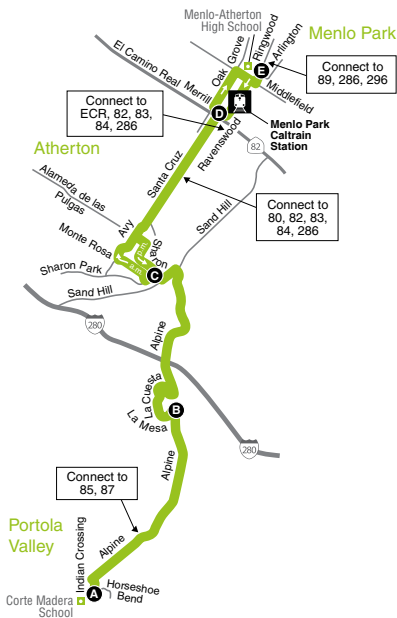 Menlo-Atherton
High School
Menlo Park
Ringwood
Arlington
Oak Grove
El Camino Real
Merrill
E
Middlefield
Connect to
89, 286, 296
Connect to
ECR, 82, 83,
84, 286
D
Menlo Park
Caltrain
Station
Ravenswood
82
Atherton
Santa Cruz
Alameda de las
Pulgas
Connect to
80, 82, 83,
84, 286
Avy
Sand Hill
Monte Rosa
Sharon
p.m.
a.m.
Sharon Park
C
Sand Hill
280
Alpine
La Cuesta
La Mesa
B
280
Alpine
Connect to
85, 87
Portola
Valley
Indian Crossing
Alpine
A
Horseshoe
Bend
Corte Madera
School